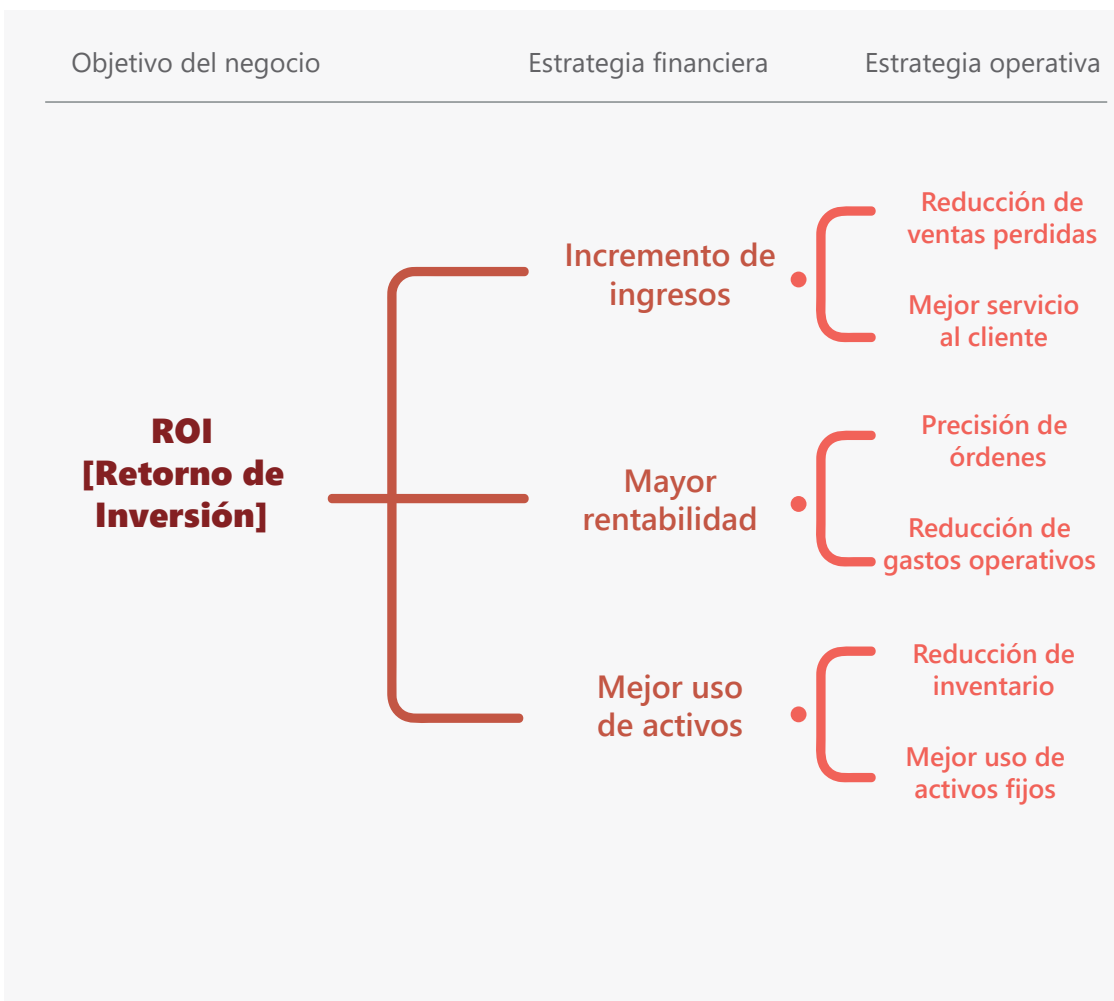 Objetivo del negocio
Estrategia financiera
Estrategia operativa
ROI
[Retorno de
Inversión]
Incremento de
ingresos
Reducción de
ventas perdidas
Mejor servicio
al cliente
Mayor
rentabilidad
Precisión de
órdenes
Reducción de
gastos operativos
Mejor uso
de activos
Reducción de
inventario
Mejor uso de
activos fijos